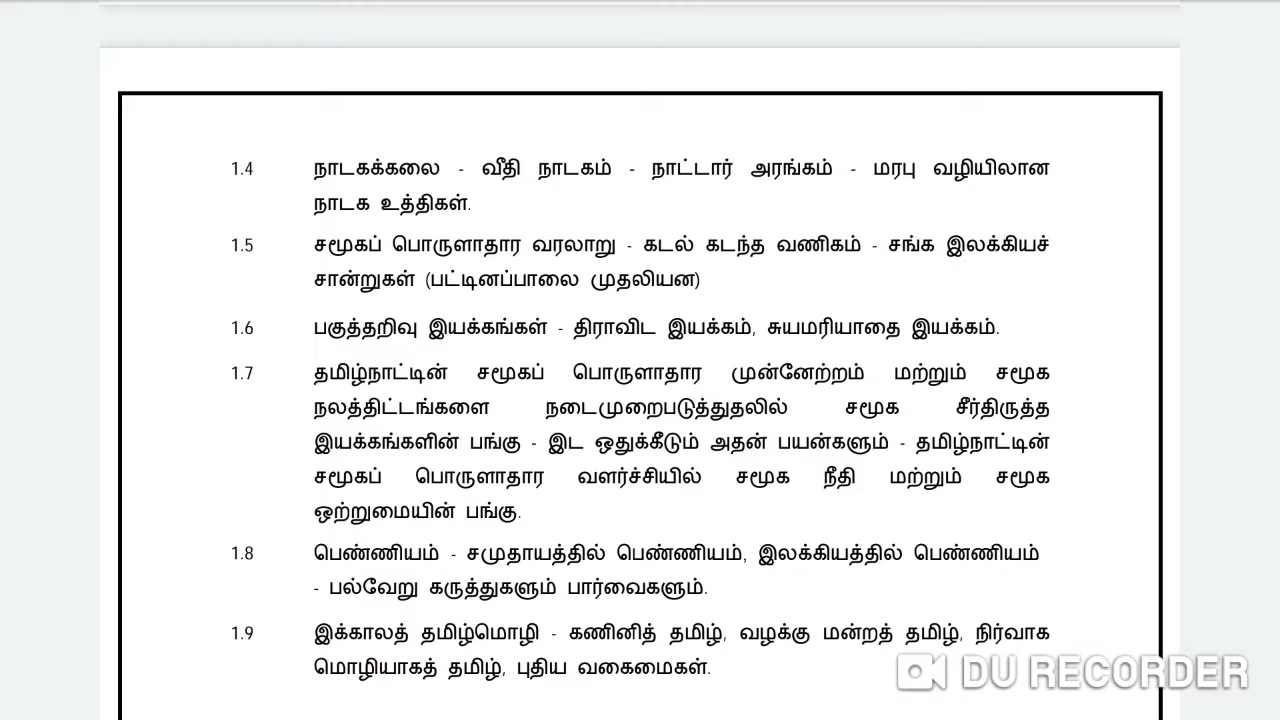 1.4 நாடகக்கலை - வீதி நாடகம் - நாட்டார் அரங்கம் - மரபு வழியிலான
நாடக உத்திகள்.
1.5 சமூகப் பொருளாதார வரலாறு - கடல் கடந்த வணிகம் - சங்க இலக்கியச்
சான்றுகள் (பட்டினப்பாலை முதலியன)
1.6 பகுத்தறிவு இயக்கங்கள் - திராவிட இயக்கம், சுயமரியாதை இயக்கம்.
1.7 தமிழ்நாட்டின் சமூகப் பொருளாதார முன்னேற்றம் மற்றும் சமூக
நலத்திட்டங்களை நடைமுறைபடுத்துதலில் சமூக சீர்திருத்த
இயக்கங்களின் பங்கு - இட ஒதுக்கீடும் அதன் பயன்களும் - தமிழ்நாட்டின்
சமூகப் பொருளாதார வளர்ச்சியில் சமூக நீதி மற்றும் சமூக
ஒற்றுமையின் பங்கு.
1.8 பெண்ணியம் - சமுதாயத்தில் பெண்ணியம், இலக்கியத்தில் பெண்ணியம்
- பல்வேறு கருத்துகளும் பார்வைகளும்.
1.9 இக்காலத் தமிழ்மொழி - கணினித் தமிழ், வழக்கு மன்றத் தமிழ், நிர்வாக
மொழியாகத் தமிழ், புதிய வகைமைகள்.
DU RECORDER